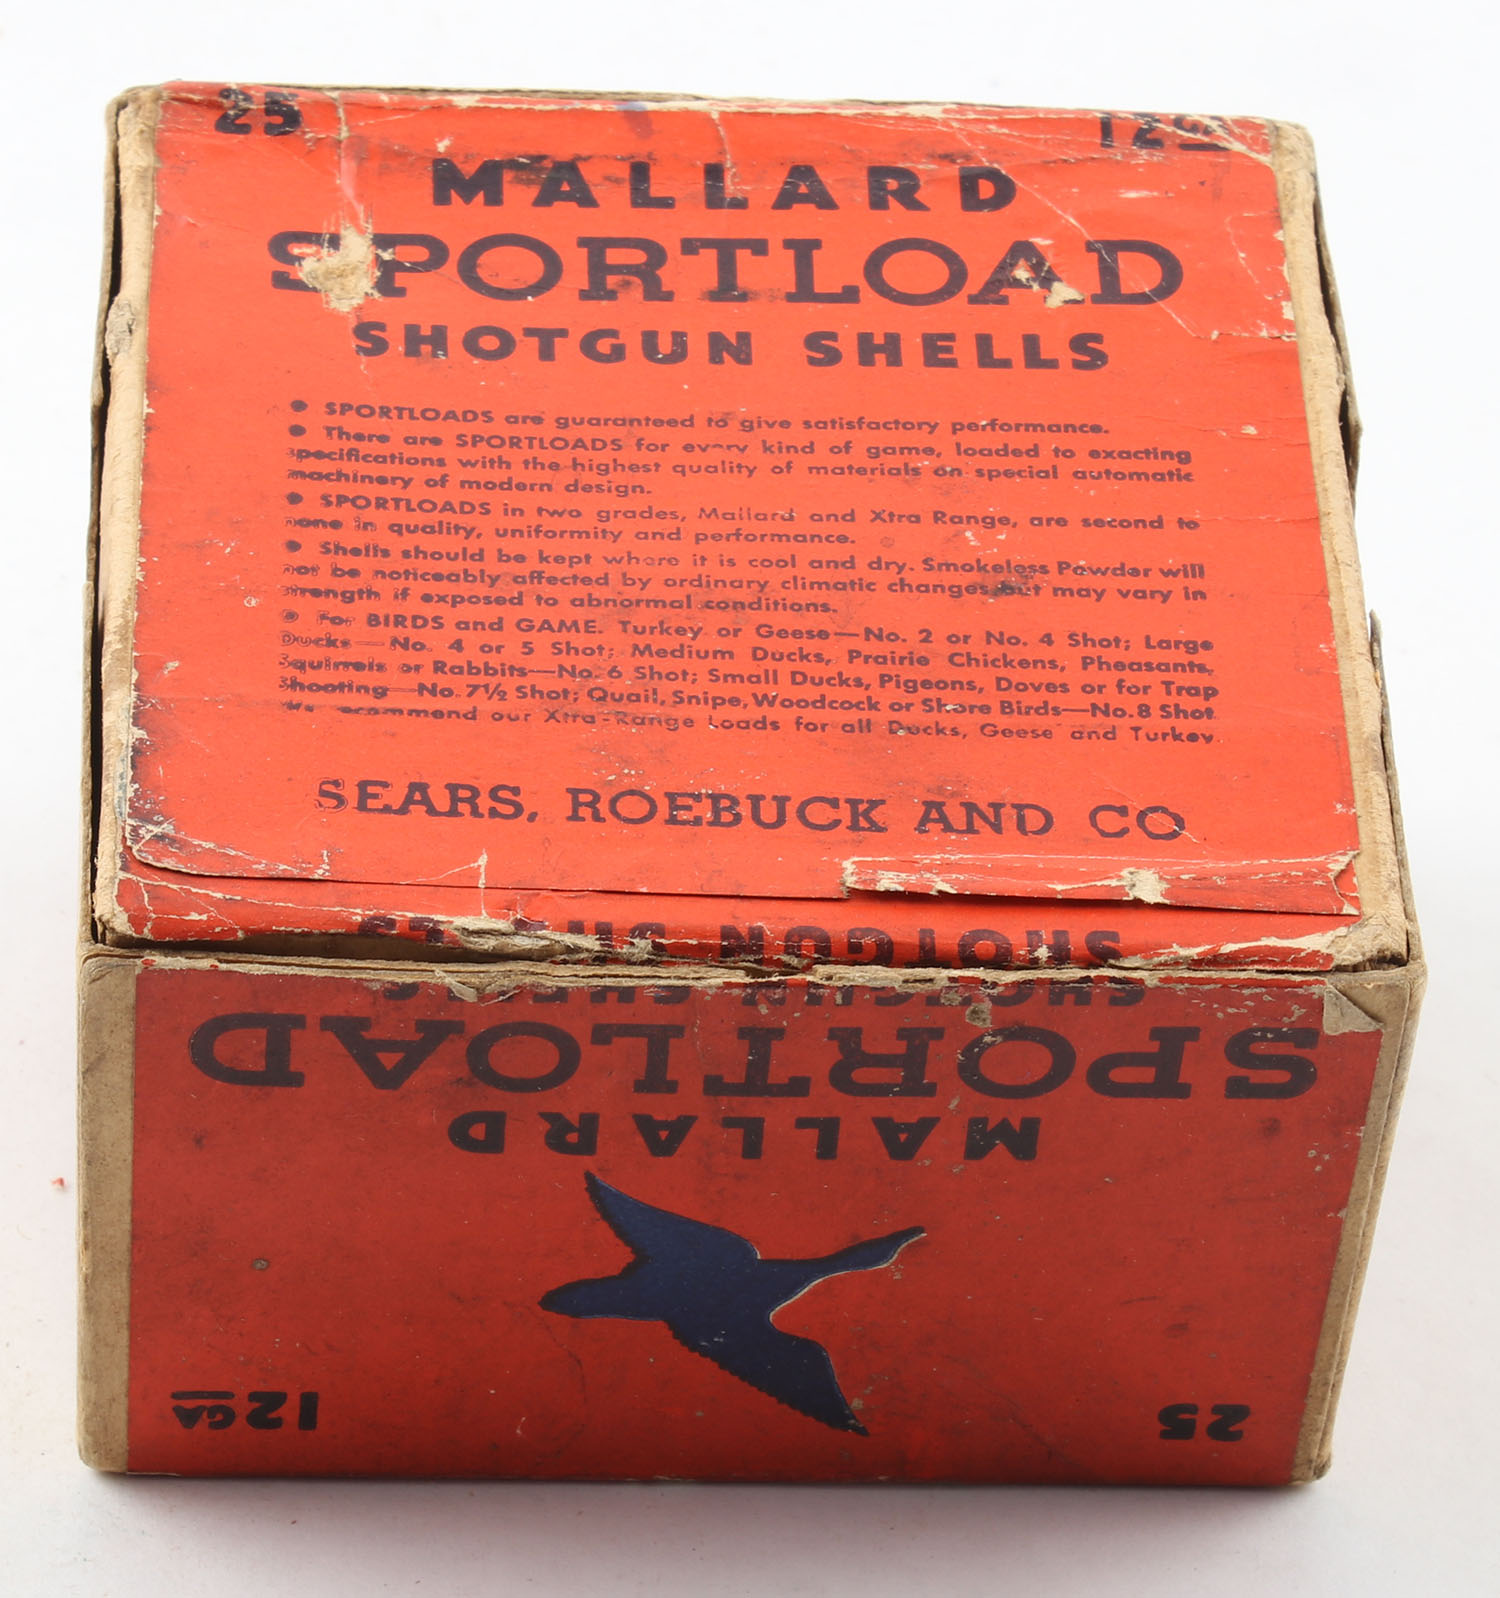 25 12 GA
MALLARD
SPORTLOAD
SHOTGUN SHELLS
● SPORTLOADS are guaranteed to give satisfactory performance.
● There are SPORTLOADS for every kind of game, loaded to exacting
specifications with the highest quality of materials on special automatic
machinery of modern design.
● SPORTLOADS in two grades, Mallard and Xtra Range, are second to
none in quality, uniformity and performance.
● Shells should be kept where it is cool and dry. Smokeless Powder will
not be noticeably affected by ordinary climatic changes but may vary in
strength if exposed to abnormal conditions.
● For BIRDS and GAME. Turkey or Geese—No. 2 or No. 4 Shot; Large
Ducks—No. 4 or 5 Shot; Medium Ducks, Prairie Chickens, Pheasants,
Squirrels or Rabbits—No. 6 Shot; Small Ducks, Pigeons, Doves or for Trap
Shooting—No. 7½ Shot; Quail, Snipe, Woodcock or Shore Birds—No. 8 Shot
We recommend our Xtra-Range Loads for all Ducks, Geese and Turkey
SEARS, ROEBUCK AND CO
SHOTGUN SHELLS
25 12 GA
MALLARD
SPORTLOAD
SHOTGUN SHELLS